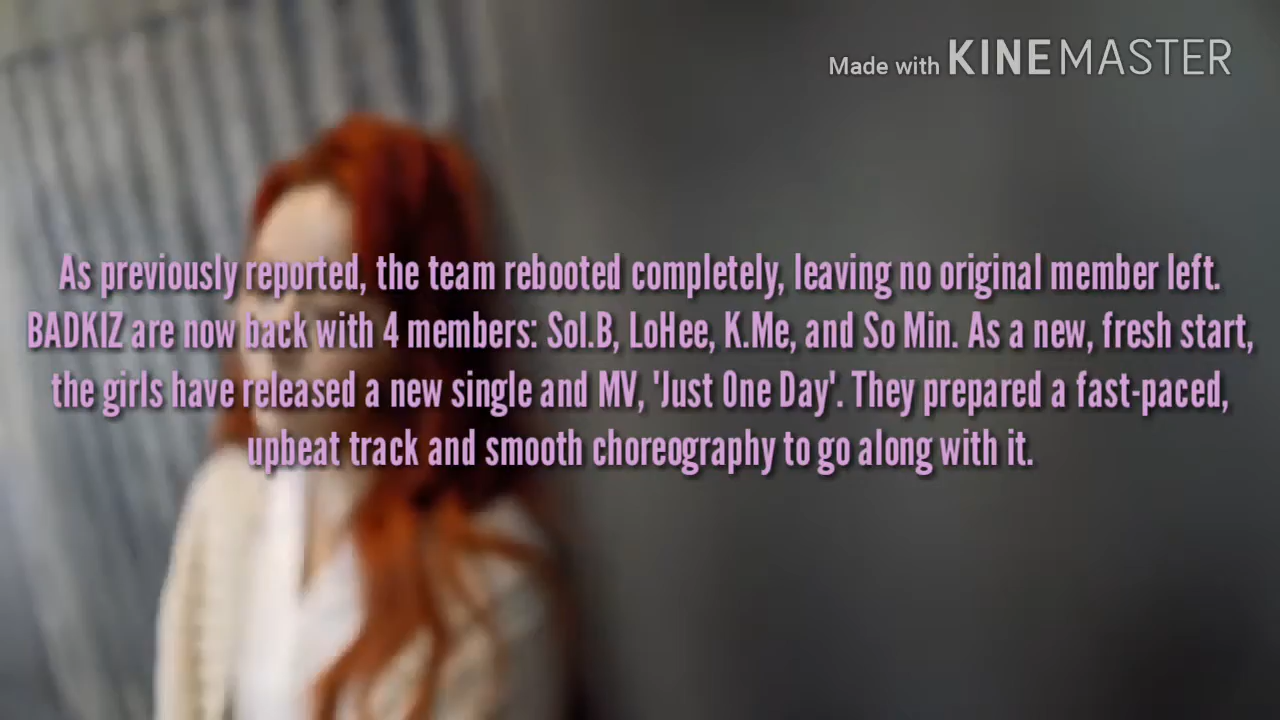 Made with KINEMASTER
As previously reported, the team rebooted completely, leaving no original member left.
BADKIZ are now back with 4 members: Sol.B, LoHee, K.Me, and So Min. As a new, fresh start,
the girls have released a new single and MV, 'Just One Day'. They prepared a fast-paced,
upbeat track and smooth choreography to go along with it.